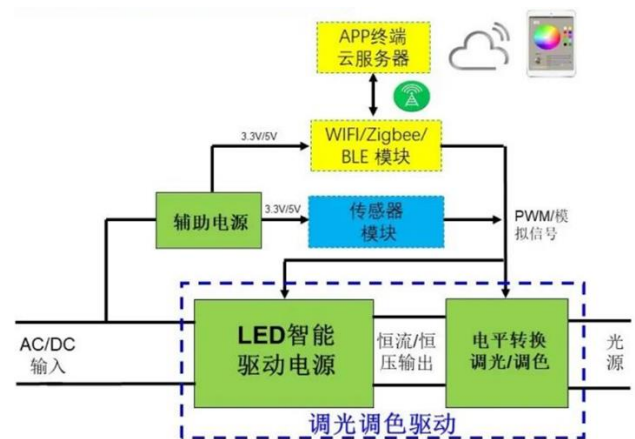 APP终端
云服务器
3.3V/5V
WIFI/Zigbee/
BLE 模块
辅助电源
3.3V/5V
传感器
模块
PWM/模
拟信号
AC/DC
输入
LED智能
驱动电源
恒流/恒
压输出
电平转换
调光/调色
光
源
调光调色驱动